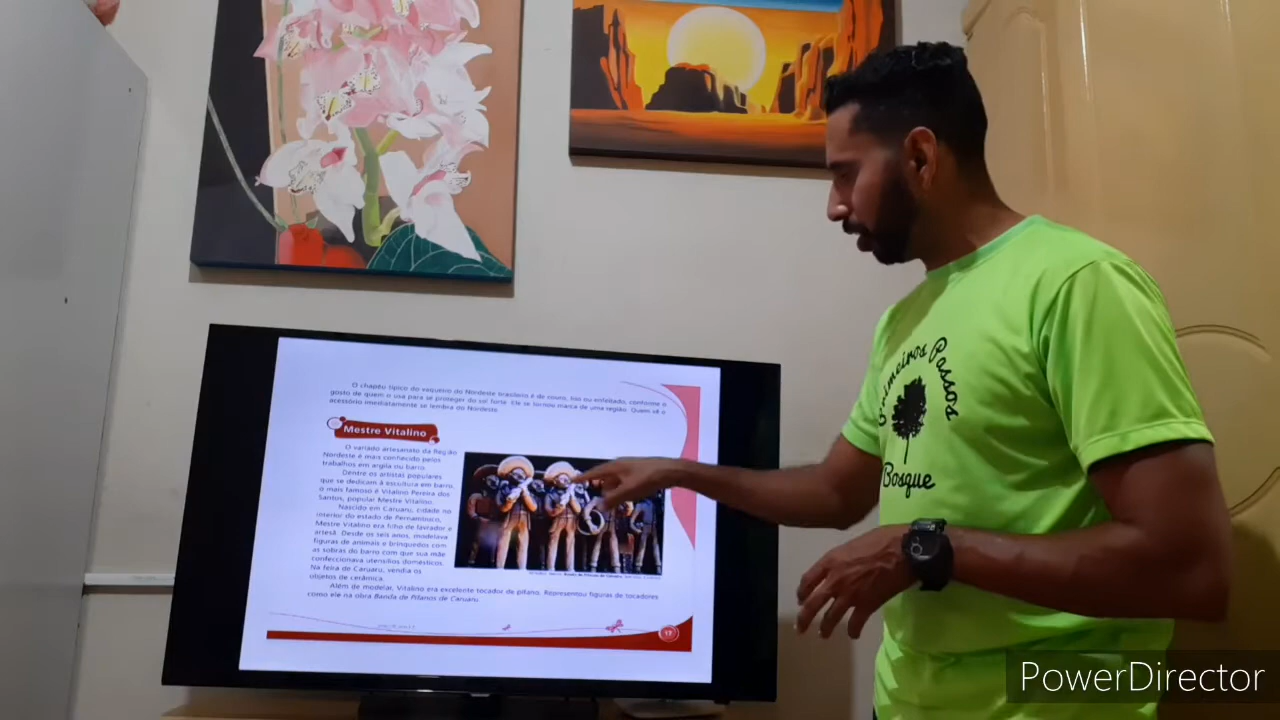 O chapéu típico do vaqueiro do Nordeste brasileiro é de couro, liso ou enfeitado, conforme o
gosto de quem o usa para se proteger do sol forte. Ele se tornou marca de uma região. Quem vê o
acessório imediatamente se lembra do Nordeste.
Mestre Vitalino
O variado artesanato da Região
Nordeste é mais conhecido pelos
trabalhos em argila ou barro.
Dentre os artistas populares
que se dedicam à escultura em barro,
o mais famoso é Vitalino Pereira dos
Santos, popular Mestre Vitalino.
Nascido em Caruaru, cidade no
interior do estado de Pernambuco,
Mestre Vitalino era filho de lavrador e
artesã. Desde os seis anos, modelava
figuras de animais e brinquedos com
as sobras do barro com que sua mãe
confeccionava utensílios domésticos.
Na feira de Caruaru, vendia os
objetos de cerâmica.
Além de modelar, Vitalino era excelente tocador de pífano. Representou figuras de tocadores
como ele na obra Banda de Pífanos de Caruaru.
17
Primeiros Passos
Bosque
PowerDirector